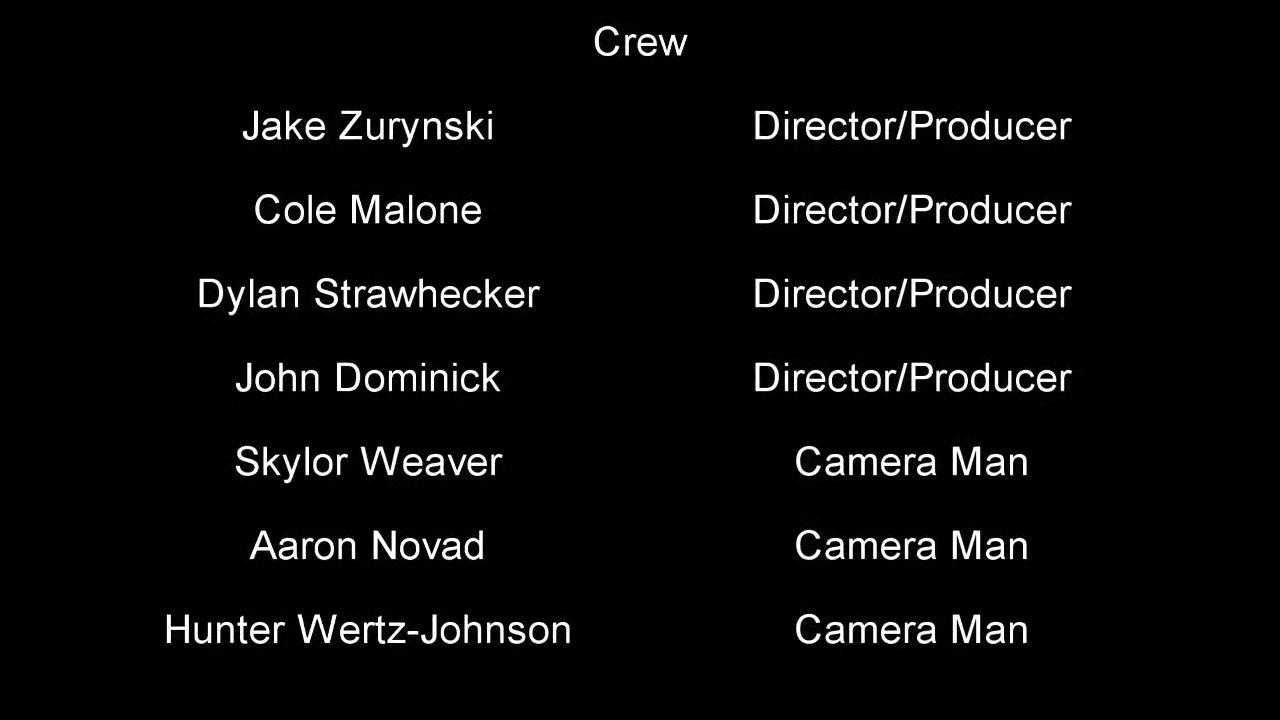 Crew
Jake Zurynski Director/Producer
Cole Malone Director/Producer
Dylan Strawhecker Director/Producer
John Dominick Director/Producer
Skylor Weaver Camera Man
Aaron Novad Camera Man
Hunter Wertz-Johnson Camera Man